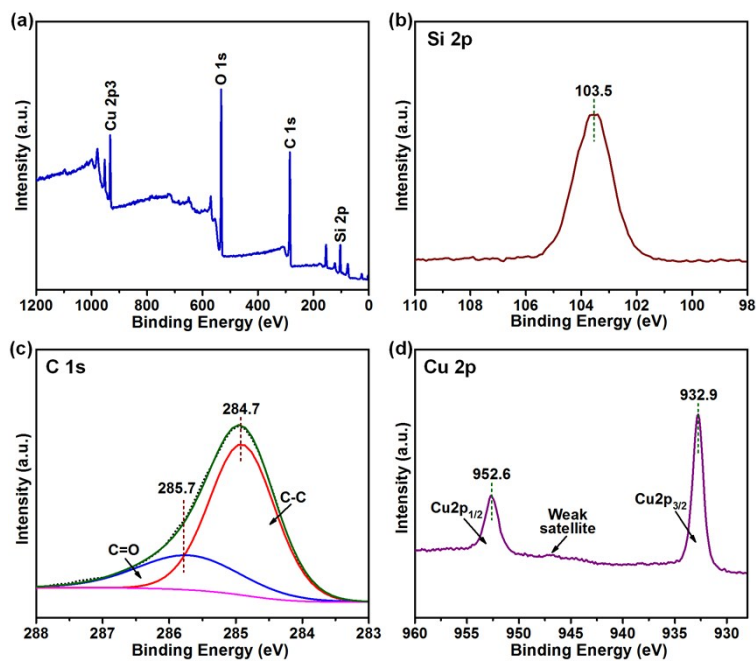 (a)
Cu 2p3
O 1s
C 1s
Si 2p
Intensity (a.u.)
1200 1000 800 600 400 200 0
Binding Energy (eV)
(b)
Si 2p
103.5
Intensity (a.u.)
110 108 106 104 102 100 98
Binding Energy (eV)
(c)
C 1s
284.7
285.7
C-C
C=O
Intensity (a.u.)
288 287 286 285 284 283
Binding Energy (eV)
(d)
Cu 2p
932.9
952.6
Cu2p1/2
Weak
satellite
Cu2p3/2
Intensity (a.u.)
960 955 950 945 940 935 930
Binding Energy (eV)